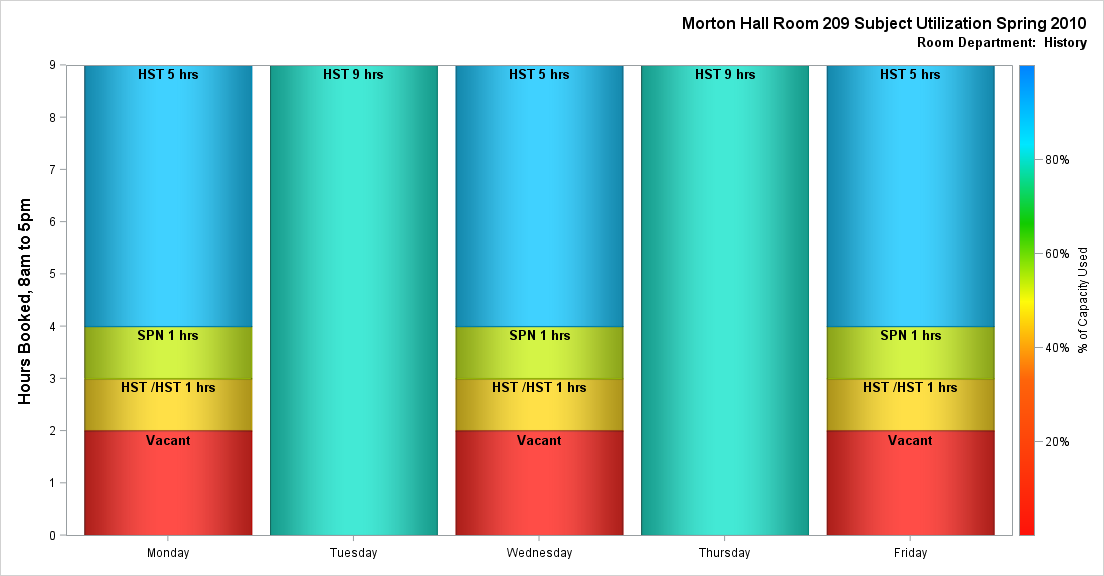 Morton Hall Room 209 Subject Utilization Spring 2010
Room Department: History
Hours Booked, 8am to 5pm
9
8
7
6
5
4
3
2
1
0
HST 5 hrs
SPN 1 hrs
HST /HST 1 hrs
Vacant
HST 9 hrs
HST 5 hrs
SPN 1 hrs
HST /HST 1 hrs
Vacant
HST 9 hrs
HST 5 hrs
SPN 1 hrs
HST /HST 1 hrs
Vacant
Monday
Tuesday
Wednesday
Thursday
Friday
80%
60%
40%
20%
% of Capacity Used